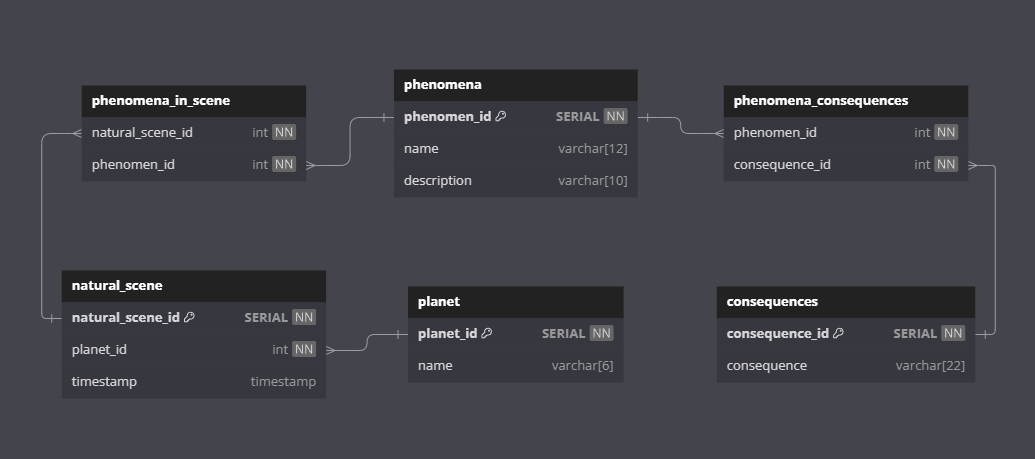 phenomena_in_scene
natural_scene_id int NN
phenomen_id int NN
phenomena
phenomen_id SERIAL NN
name varchar[12]
description varchar[10]
phenomena_consequences
phenomen_id int NN
consequence_id int NN
natural_scene
natural_scene_id SERIAL NN
planet_id int NN
timestamp timestamp
planet
planet_id SERIAL NN
name varchar[6]
consequences
consequence_id SERIAL NN
consequence varchar[22]